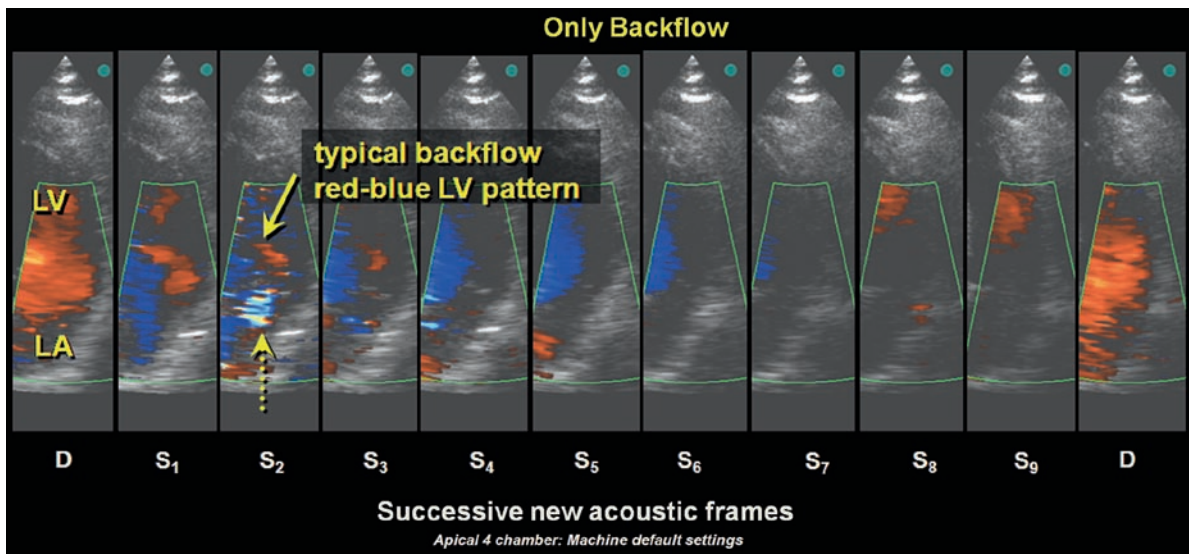 Only Backflow
typical backflow
red-blue LV pattern
LV
LA
D S₁ S₂ S₃ S₄ S₅ S₆ S₇ S₈ S₉ D
Successive new acoustic frames
Apical 4 chamber: Machine default settings